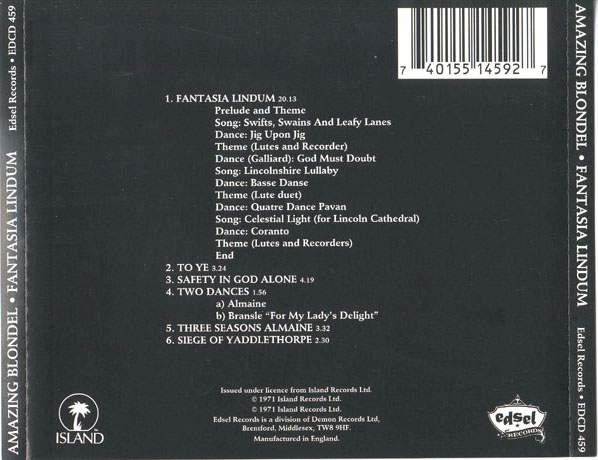 AMAZING BLONDEL • FANTASIA LINDUM Edsel Records • EDCD 459
7 40155 14592 7
1. FANTASIA LINDUM 20.13
Prelude and Theme
Song: Swifts, Swains And Leafy Lanes
Dance: Jig Upon Jig
Theme (Lutes and Recorder)
Dance (Galliard): God Must Doubt
Song: Lincolnshire Lullaby
Dance: Basse Danse
Theme (Lute duet)
Dance: Quatre Dance Pavan
Song: Celestial Light (for Lincoln Cathedral)
Dance: Coranto
Theme (Lutes and Recorders)
End
2. TO YE 3.24
3. SAFETY IN GOD ALONE 4.19
4. TWO DANCES 1.56
a) Almaine
b) Bransle "For My Lady's Delight"
5. THREE SEASONS ALMAINE 3.32
6. SIEGE OF YADDLETHORPE 2.30
Issued under licence from Island Records Ltd.
℗ 1971 Island Records Ltd.
© 1971 Island Records Ltd.
Edsel Records is a division of Demon Records Ltd,
Brentford, Middlesex, TW8 9HF.
Manufactured in England.
ISLAND
edsel
RECORDS
AMAZING BLONDEL • FANTASIA LINDUM Edsel Records • EDCD 459